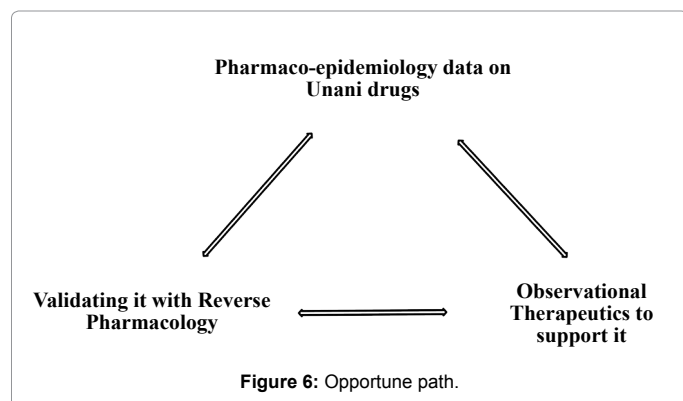 Pharmaco-epidemiology data on
Unani drugs
Validating it with Reverse
Pharmacology
Observational
Therapeutics to
support it
Figure 6: Opportune path.